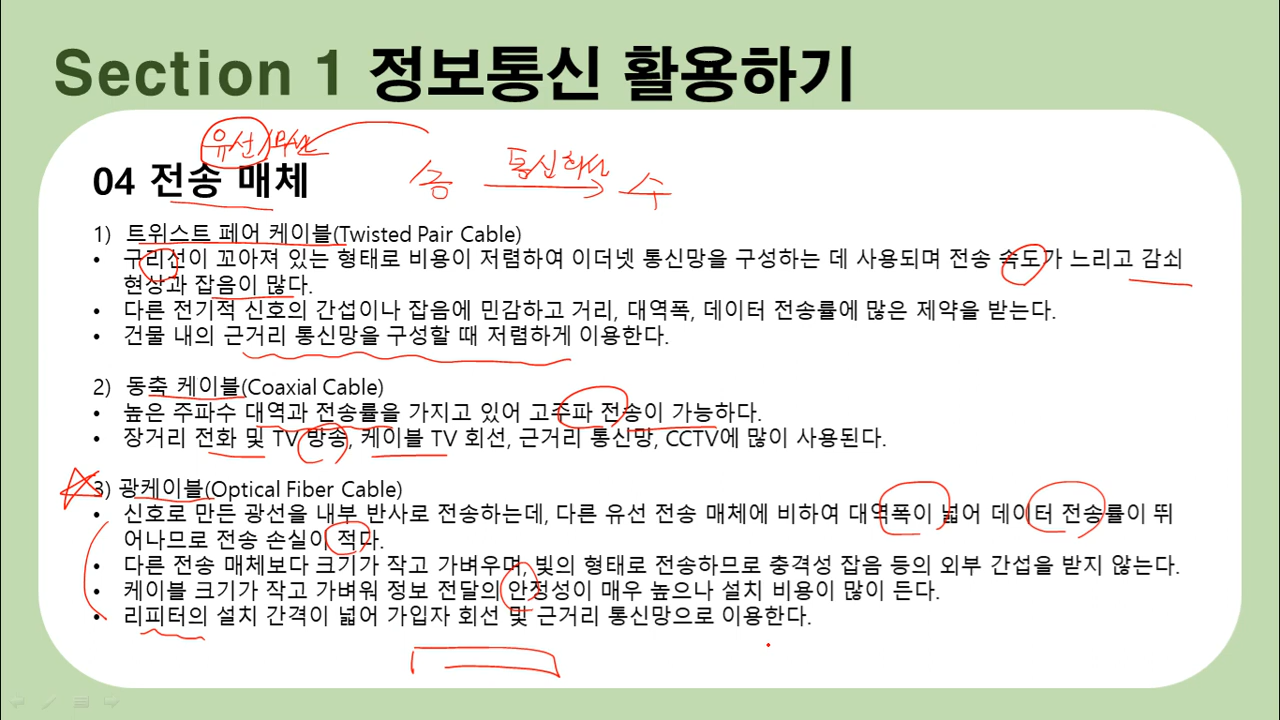 Section 1 정보통신 활용하기
유선/무선
04 전송 매체
송 통신회선 수
1) 트위스트 페어 케이블(Twisted Pair Cable)
• 구리선이 꼬아져 있는 형태로 비용이 저렴하여 이더넷 통신망을 구성하는 데 사용되며 전송 속도가 느리고 감쇠
현상과 잡음이 많다.
• 다른 전기적 신호의 간섭이나 잡음에 민감하고 거리, 대역폭, 데이터 전송률에 많은 제약을 받는다.
• 건물 내의 근거리 통신망을 구성할 때 저렴하게 이용한다.
2) 동축 케이블(Coaxial Cable)
• 높은 주파수 대역과 전송률을 가지고 있어 고주파 전송이 가능하다.
• 장거리 전화 및 TV 방송, 케이블 TV 회선, 근거리 통신망, CCTV에 많이 사용된다.
3) 광케이블(Optical Fiber Cable)
• 신호로 만든 광선을 내부 반사로 전송하는데, 다른 유선 전송 매체에 비하여 대역폭이 넓어 데이터 전송률이 뛰
어나므로 전송 손실이 적다.
• 다른 전송 매체보다 크기가 작고 가벼우며, 빛의 형태로 전송하므로 충격성 잡음 등의 외부 간섭을 받지 않는다.
• 케이블 크기가 작고 가벼워 정보 전달의 안정성이 매우 높으나 설치 비용이 많이 든다.
• 리피터의 설치 간격이 넓어 가입자 회선 및 근거리 통신망으로 이용한다.